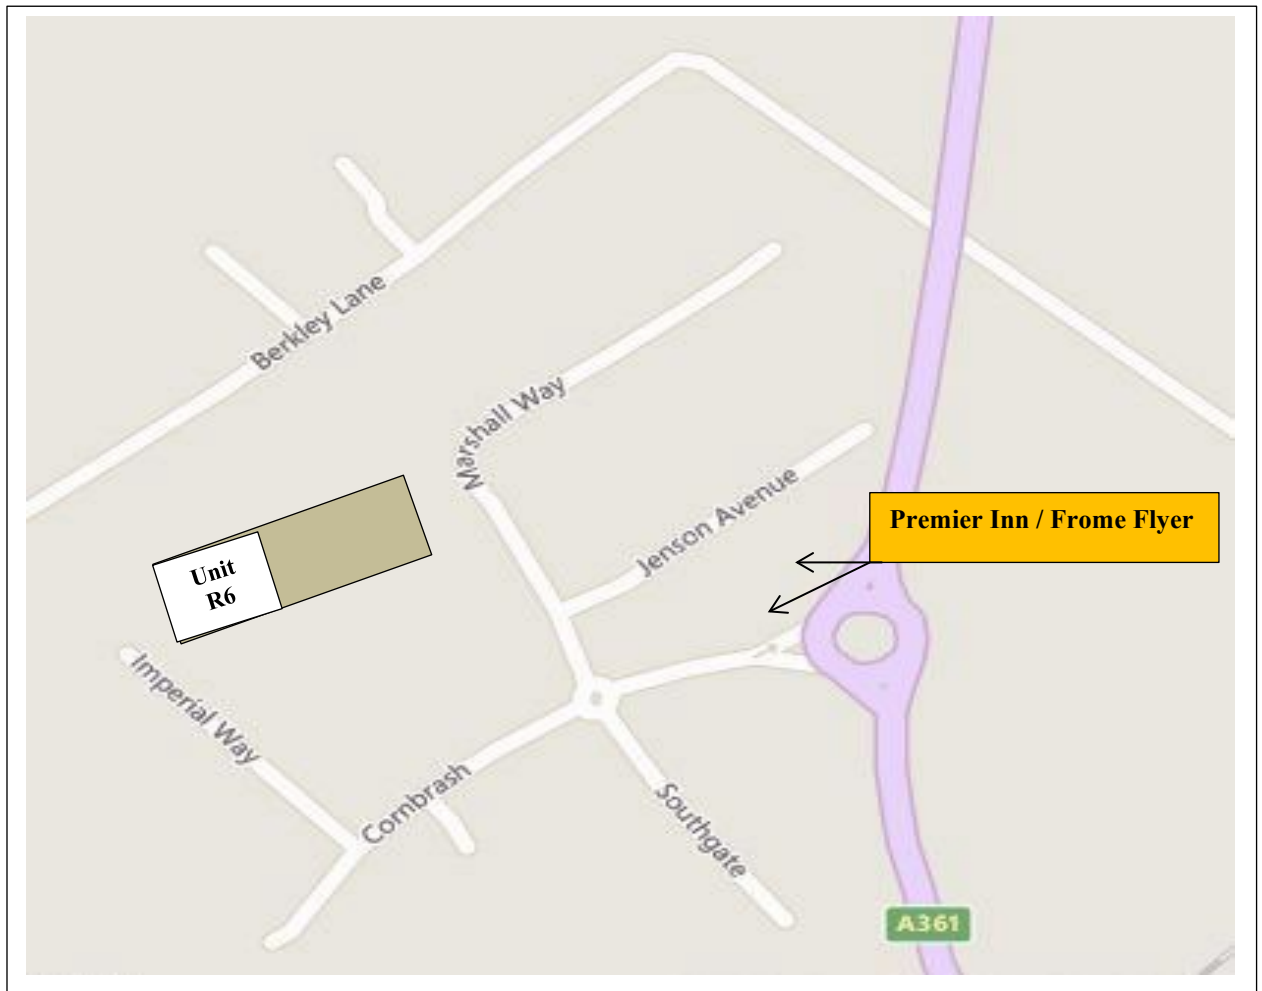 Berkley Lane
Marshall Way
Jenson Avenue
Premier Inn / Frome Flyer
Unit
R6
Imperial Way
Cornbrash
Southgate
A361